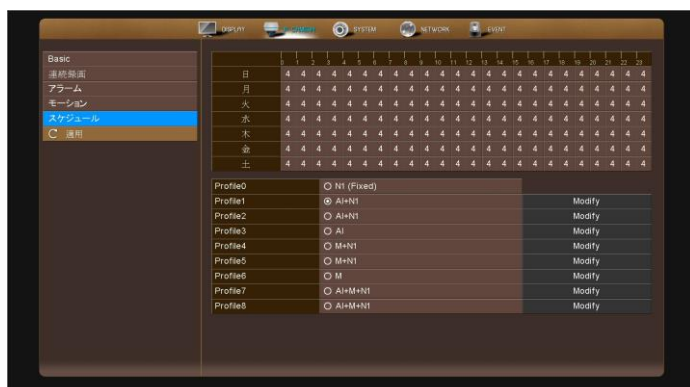 DISPLAY IP CAMERA SYSTEM NETWORK EVENT
Basic
連続録画
アラーム
モーション
スケジュール
適用
0 1 2 3 4 5 6 7 8 9 10 11 12 13 14 15 16 17 18 19 20 21 22 23
日 4 4 4 4 4 4 4 4 4 4 4 4 4 4 4 4 4 4 4 4 4 4 4 4
月 4 4 4 4 4 4 4 4 4 4 4 4 4 4 4 4 4 4 4 4 4 4 4 4
火 4 4 4 4 4 4 4 4 4 4 4 4 4 4 4 4 4 4 4 4 4 4 4 4
水 4 4 4 4 4 4 4 4 4 4 4 4 4 4 4 4 4 4 4 4 4 4 4 4
木 4 4 4 4 4 4 4 4 4 4 4 4 4 4 4 4 4 4 4 4 4 4 4 4
金 4 4 4 4 4 4 4 4 4 4 4 4 4 4 4 4 4 4 4 4 4 4 4 4
土 4 4 4 4 4 4 4 4 4 4 4 4 4 4 4 4 4 4 4 4 4 4 4 4
Profile0 N1 (Fixed)
Profile1 Al+N1 Modify
Profile2 Al+N1 Modify
Profile3 Al Modify
Profile4 M+N1 Modify
Profile5 M+N1 Modify
Profile6 M Modify
Profile7 Al+M+N1 Modify
Profile8 Al+M+N1 Modify